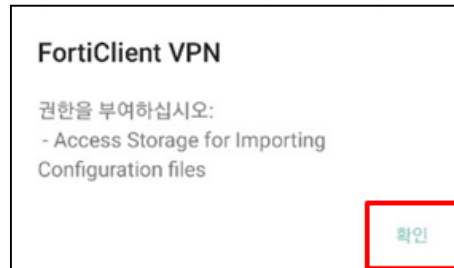 FortiClient VPN
권한을 부여하십시오:
- Access Storage for Importing
Configuration files
확인